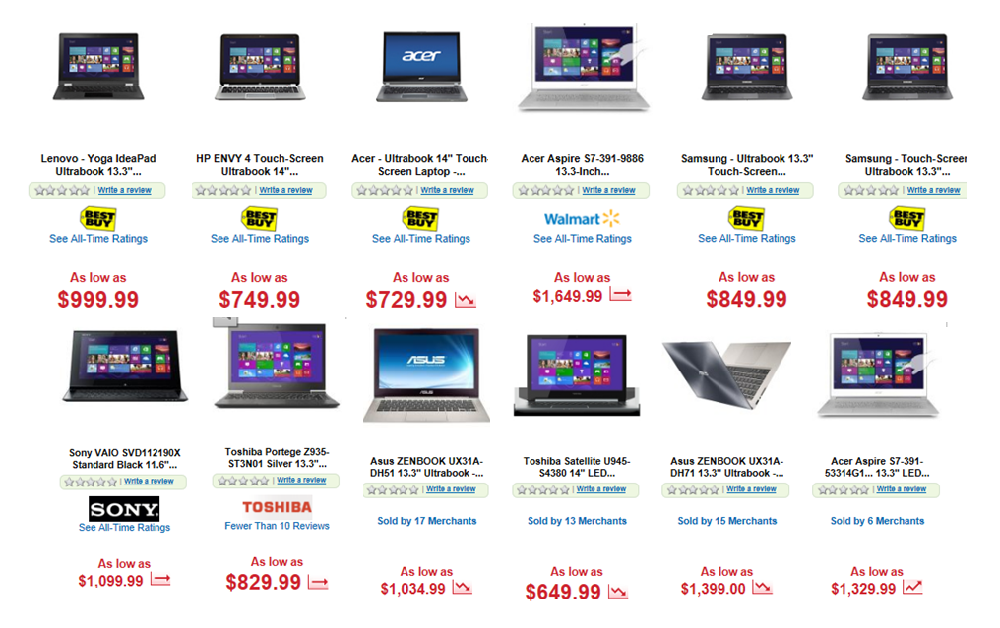 acer
Lenovo - Yoga IdeaPad
Ultrabook 13.3"...
| Write a review
BEST
BUY
See All-Time Ratings
As low as
$999.99
HP ENVY 4 Touch-Screen
Ultrabook 14"...
| Write a review
BEST
BUY
See All-Time Ratings
As low as
$749.99
Acer - Ultrabook 14" Touch-
Screen Laptop -...
| Write a review
BEST
BUY
See All-Time Ratings
As low as
$729.99
Acer Aspire S7-391-9886
13.3-Inch...
| Write a review
Walmart
See All-Time Ratings
As low as
$1,649.99
Samsung - Ultrabook 13.3"
Touch-Screen...
| Write a review
BEST
BUY
See All-Time Ratings
As low as
$849.99
Samsung - Touch-Screen
Ultrabook 13.3"...
| Write a review
BEST
BUY
See All-Time Ratings
As low as
$849.99
Sony VAIO SVD112190X
Standard Black 11.6"...
| Write a review
SONY
See All-Time Ratings
As low as
$1,099.99
Toshiba Portege Z935-
ST3N01 Silver 13.3"...
| Write a review
TOSHIBA
Fewer Than 10 Reviews
As low as
$829.99
ASUS
Asus ZENBOOK UX31A-
DH51 13.3" Ultrabook -...
| Write a review
Sold by 17 Merchants
As low as
$1,034.99
Toshiba Satellite U945-
S4380 14" LED...
| Write a review
Sold by 13 Merchants
As low as
$649.99
Asus ZENBOOK UX31A-
DH71 13.3" Ultrabook -...
| Write a review
Sold by 15 Merchants
As low as
$1,399.00
Acer Aspire S7-391-
53314G1... 13.3" LED...
| Write a review
Sold by 6 Merchants
As low as
$1,329.99